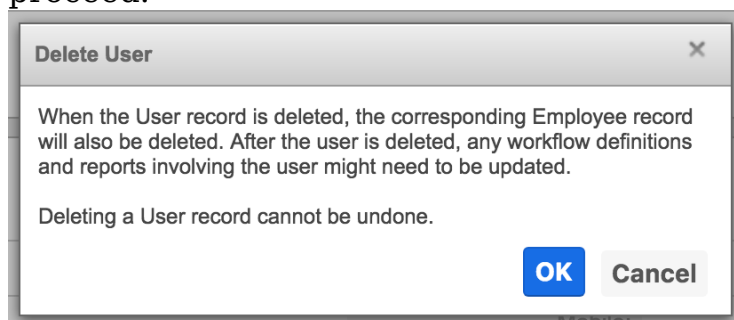 proceed.
Delete User ×
When the User record is deleted, the corresponding Employee record
will also be deleted. After the user is deleted, any workflow definitions
and reports involving the user might need to be updated.
Deleting a User record cannot be undone.
OK Cancel